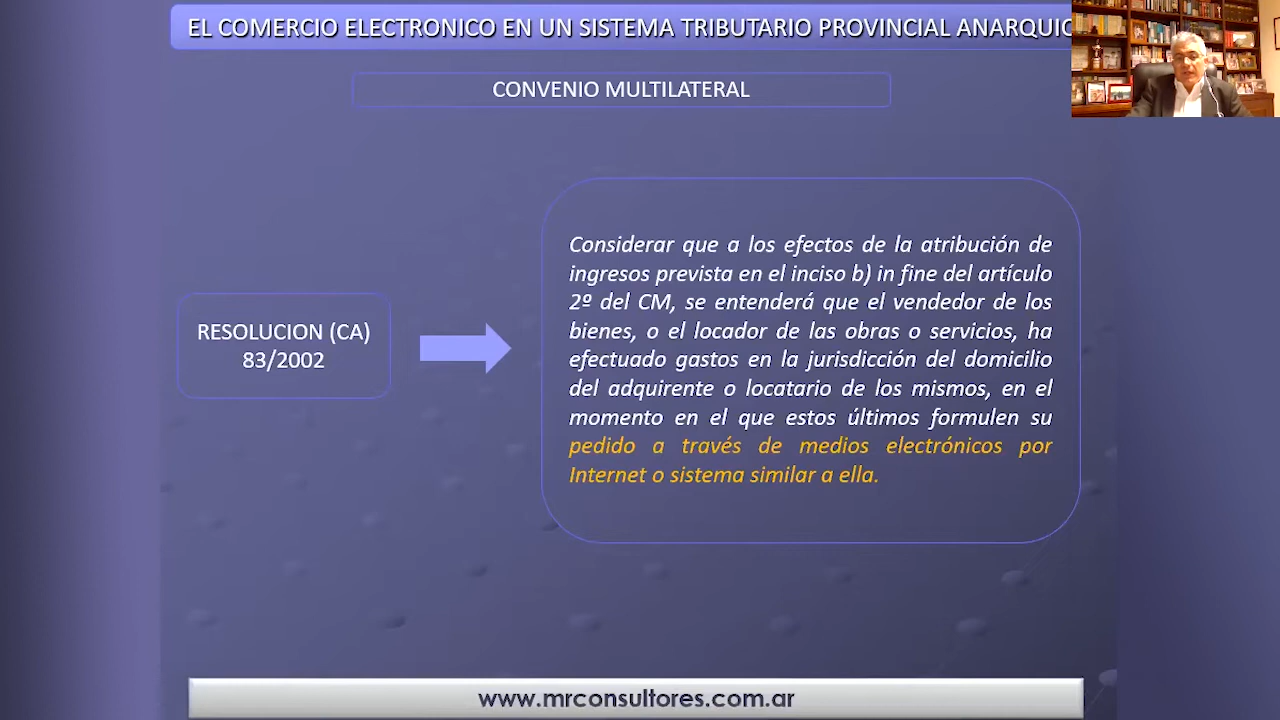 EL COMERCIO ELECTRONICO EN UN SISTEMA TRIBUTARIO PROVINCIAL
CONVENIO MULTILATERAL
RESOLUCION (CA)
83/2002
Considerar que a los efectos de la atribución de
ingresos prevista en el inciso b) in fine del artículo
2º del CM, se entenderá que el vendedor de los
bienes, o el locador de las obras o servicios, ha
efectuado gastos en la jurisdicción del domicilio
del adquirente o locatario de los mismos, en el
momento en el que estos últimos formulen su
pedido a través de medios electrónicos por
Internet o sistema similar a ella.
www.mrconsultores.com.ar